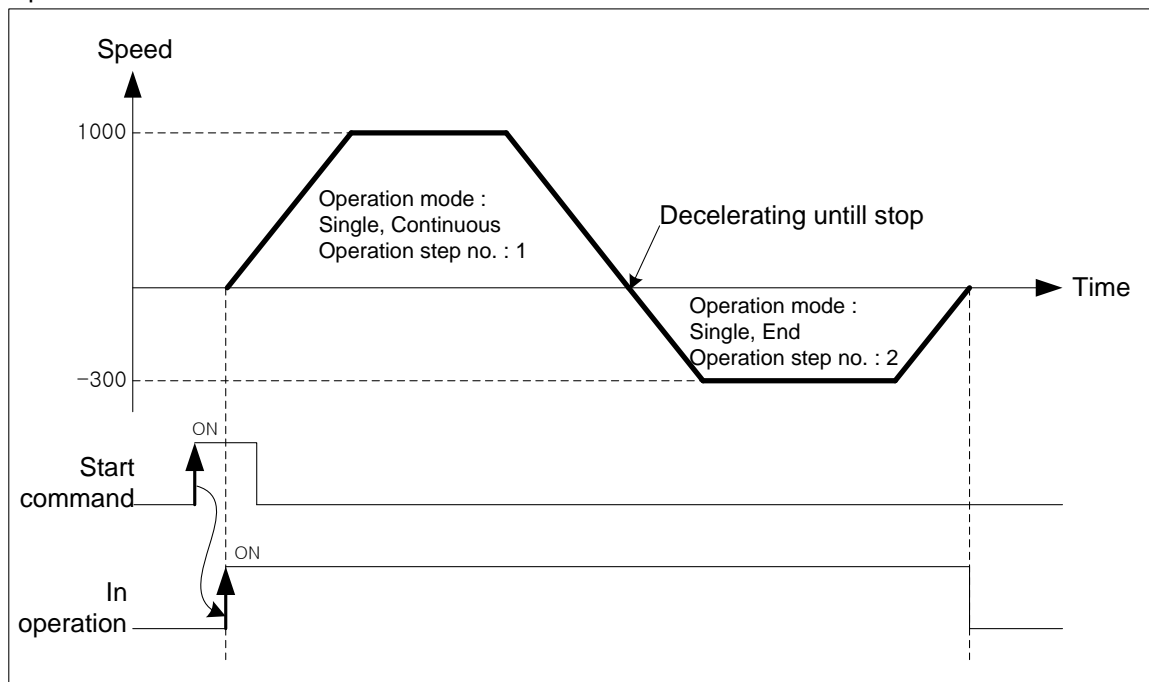 Speed
1000
Operation mode :
Single, Continuous
Operation step no. : 1
Decelerating untill stop
Time
Operation mode :
Single, End
Operation step no. : 2
-300
ON
Start
command
ON
In
operation